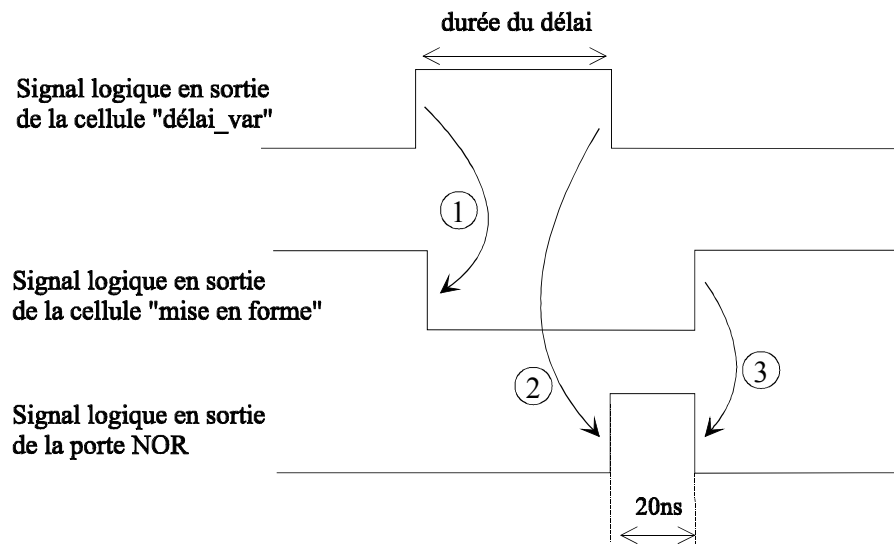 durée du délai
Signal logique en sortie
de la cellule "délai_var"
1
Signal logique en sortie
de la cellule "mise en forme"
2
3
Signal logique en sortie
de la porte NOR
20ns